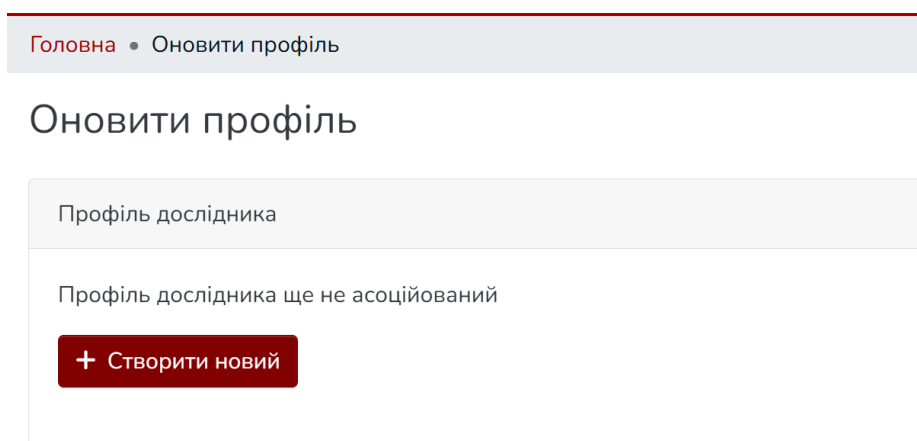 Головна • Оновити профіль
Оновити профіль
Профіль дослідника
Профіль дослідника ще не асоційований
+ Створити новий